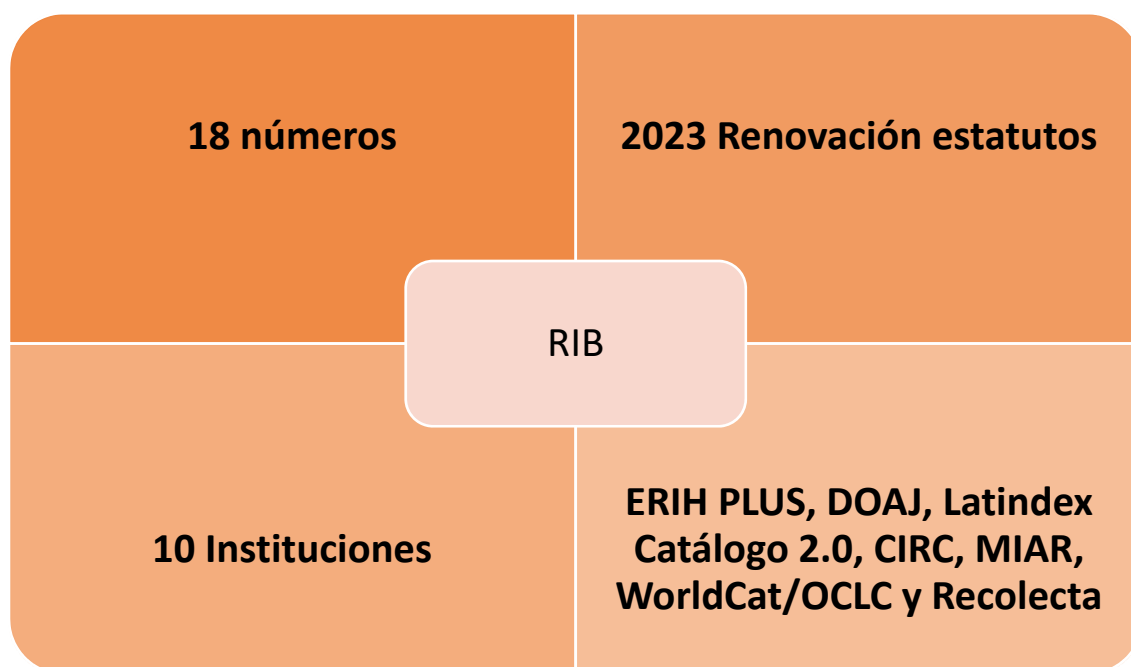 18 números
2023 Renovación estatutos
RIB
10 Instituciones
ERIH PLUS, DOAJ, Latindex
Catálogo 2.0, CIRC, MIAR,
WorldCat/OCLC y Recolecta